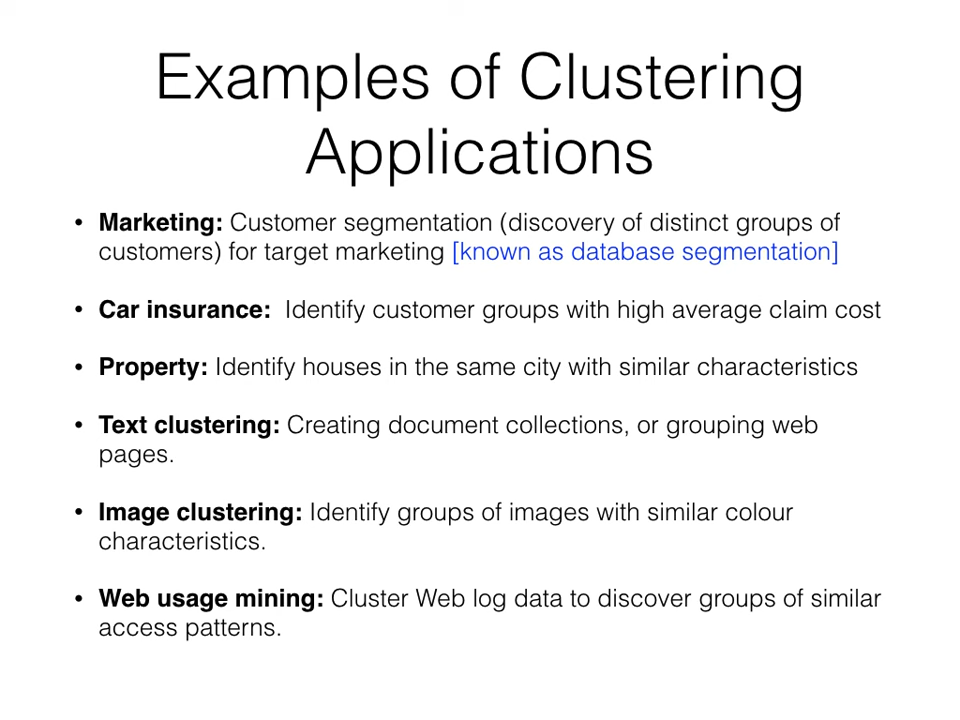 Examples of Clustering
Applications
• Marketing: Customer segmentation (discovery of distinct groups of
customers) for target marketing [known as database segmentation]
• Car insurance:  Identify customer groups with high average claim cost
• Property: Identify houses in the same city with similar characteristics
• Text clustering: Creating document collections, or grouping web
pages.
• Image clustering: Identify groups of images with similar colour
characteristics.
• Web usage mining: Cluster Web log data to discover groups of similar
access patterns.